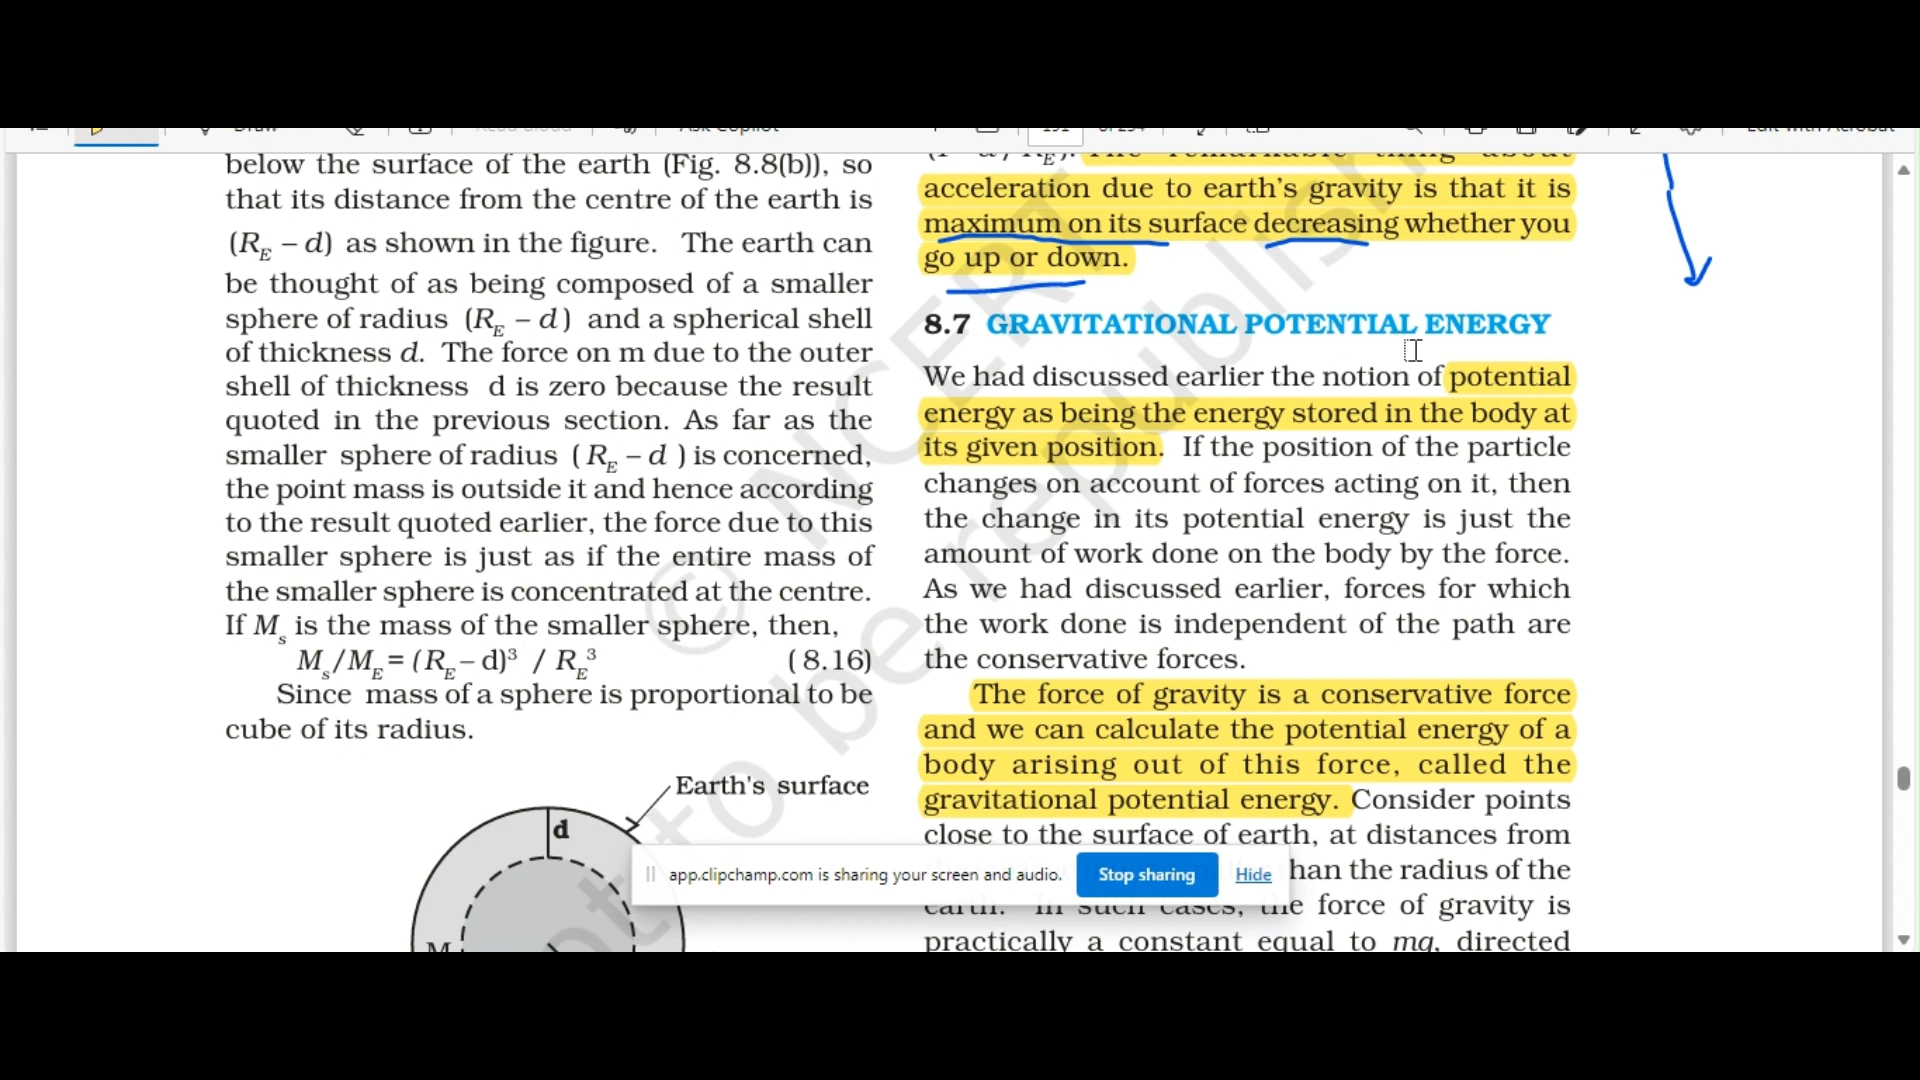 below the surface of the earth (Fig. 8.8(b)), so
that its distance from the centre of the earth is
(R_E – d) as shown in the figure. The earth can
be thought of as being composed of a smaller
sphere of radius (R_E – d) and a spherical shell
of thickness d. The force on m due to the outer
shell of thickness d is zero because the result
quoted in the previous section. As far as the
smaller sphere of radius (R_E – d) is concerned,
the point mass is outside it and hence according
to the result quoted earlier, the force due to this
smaller sphere is just as if the entire mass of
the smaller sphere is concentrated at the centre.
If M_s is the mass of the smaller sphere, then,
M_s/M_E = (R_E – d)³ / R_E³ (8.16)
Since mass of a sphere is proportional to be
cube of its radius.
Earth's surface
d
M
acceleration due to earth's gravity is that it is
maximum on its surface decreasing whether you
go up or down.
8.7 GRAVITATIONAL POTENTIAL ENERGY
We had discussed earlier the notion of potential
energy as being the energy stored in the body at
its given position. If the position of the particle
changes on account of forces acting on it, then
the change in its potential energy is just the
amount of work done on the body by the force.
As we had discussed earlier, forces for which
the work done is independent of the path are
the conservative forces.
The force of gravity is a conservative force
and we can calculate the potential energy of a
body arising out of this force, called the
gravitational potential energy. Consider points
close to the surface of earth, at distances from
han the radius of the
earth. In such cases, the force of gravity is
practically a constant equal to mg, directed
app.clipchamp.com is sharing your screen and audio. Stop sharing Hide
© NCERT
t to be republish